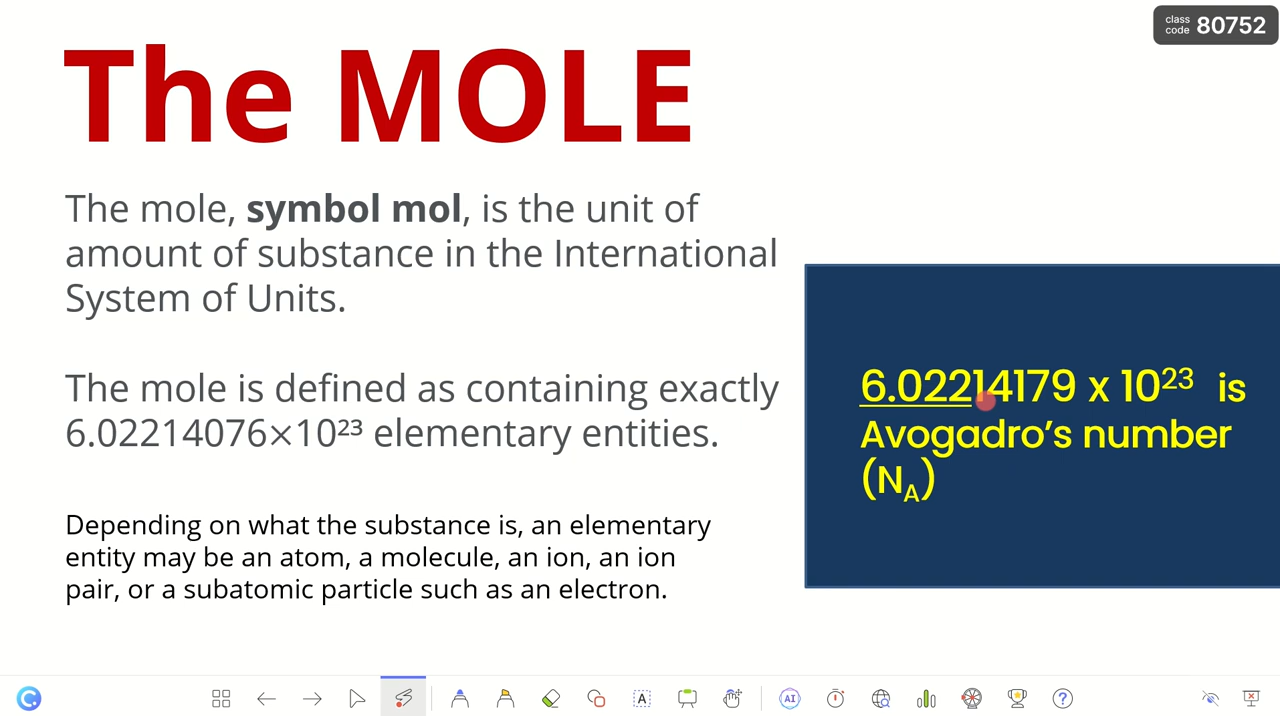 class code 80752
The MOLE
The mole, symbol mol, is the unit of
amount of substance in the International
System of Units.
The mole is defined as containing exactly
6.02214076×10²³ elementary entities.
Depending on what the substance is, an elementary
entity may be an atom, a molecule, an ion, an ion
pair, or a subatomic particle such as an electron.
6.02214179 x 10²³ is
Avogadro’s number
(N_A)
A
AI
?